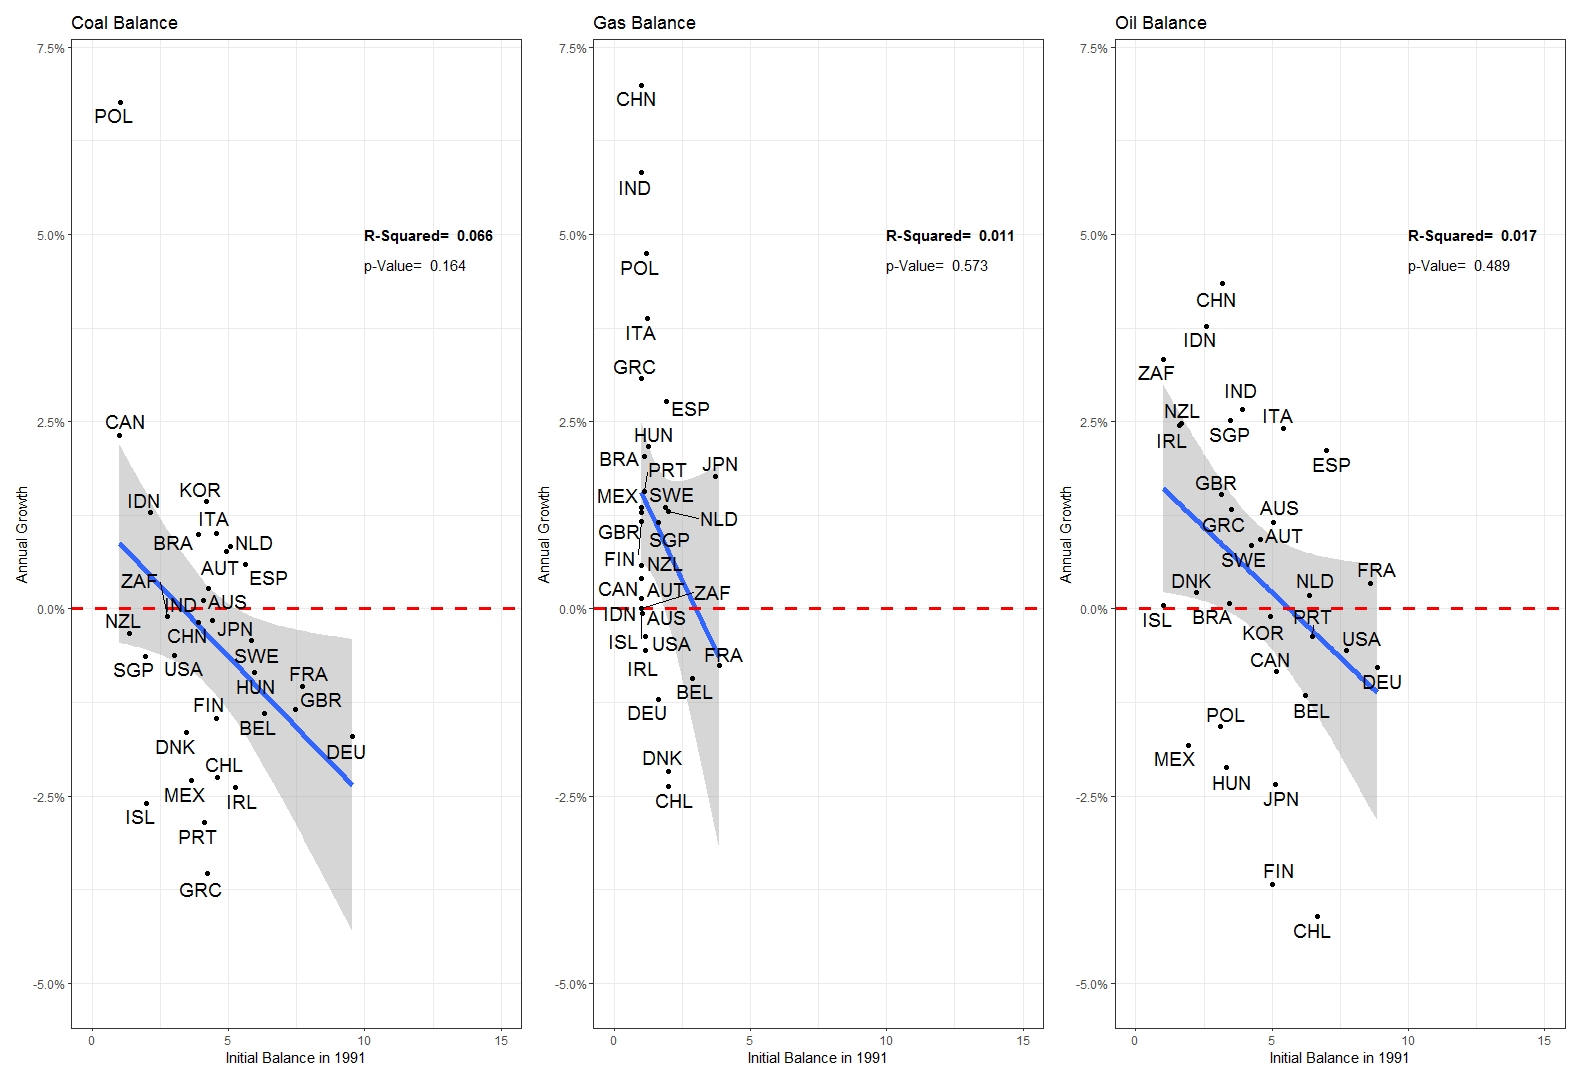 Coal Balance
7.5%
5.0%
2.5%
0.0%
-2.5%
-5.0%
Annual Growth
POL
R-Squared= 0.066
p-Value= 0.164
CAN
IDN
KOR
ITA
BRA
NLD
AUT
ESP
ZAF
IND
AUS
NZL
CHN
JPN
SGP
USA
SWE
FRA
HUN
GBR
FIN
BEL
DNK
DEU
CHL
MEX
IRL
ISL
PRT
GRC
0
5
10
15
Initial Balance in 1991
Gas Balance
7.5%
5.0%
2.5%
0.0%
-2.5%
-5.0%
Annual Growth
CHN
IND
R-Squared= 0.011
p-Value= 0.573
POL
ITA
GRC
ESP
HUN
BRA
PRT
JPN
MEX
SWE
NLD
GBR
SGP
FIN
NZL
CAN
AUT
ZAF
IDN
AUS
ISL
USA
FRA
IRL
BEL
DEU
DNK
CHL
0
5
10
15
Initial Balance in 1991
Oil Balance
7.5%
5.0%
2.5%
0.0%
-2.5%
-5.0%
Annual Growth
R-Squared= 0.017
p-Value= 0.489
CHN
IDN
ZAF
IND
NZL
ITA
IRL
SGP
ESP
GBR
AUS
GRC
AUT
SWE
FRA
DNK
NLD
ISL
BRA
PRT
KOR
USA
CAN
DEU
BEL
POL
MEX
HUN
JPN
FIN
CHL
0
5
10
15
Initial Balance in 1991